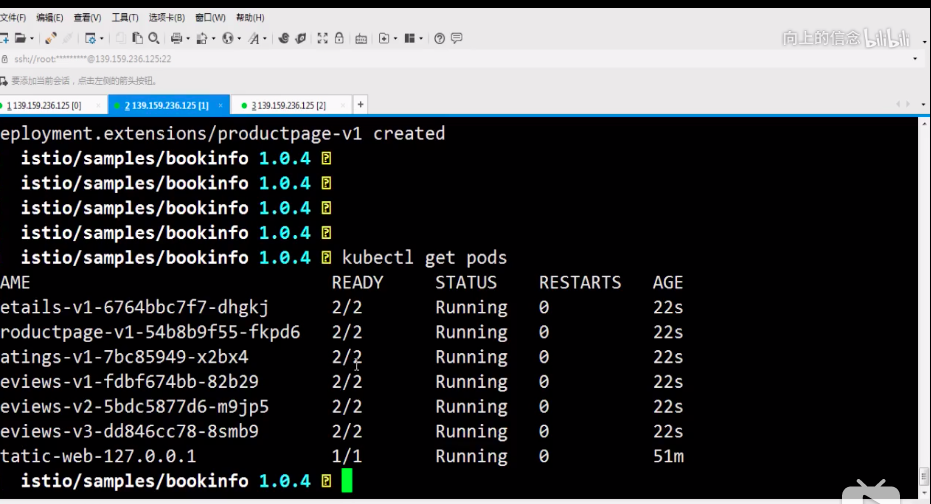 文件(F) 编辑(E) 查看(V) 工具(T) 选项卡(B) 窗口(W) 帮助(H)
向上的信念 bilibili
ssh://root:*********@139.159.236.125:22
要添加当前会话，点击左侧的箭头按钮。
1 139.159.236.125 [0] × 2 139.159.236.125 [1] × 3 139.159.236.125 [2] × +
eployment.extensions/productpage-v1 created
istio/samples/bookinfo 1.0.4 ?
istio/samples/bookinfo 1.0.4 ?
istio/samples/bookinfo 1.0.4 ?
istio/samples/bookinfo 1.0.4 ?
istio/samples/bookinfo 1.0.4 ? kubectl get pods
AME READY STATUS RESTARTS AGE
etails-v1-6764bbc7f7-dhgkj 2/2 Running 0 22s
roductpage-v1-54b8b9f55-fkpd6 2/2 Running 0 22s
atings-v1-7bc85949-x2bx4 2/2 Running 0 22s
eviews-v1-fdbf674bb-82b29 2/2 Running 0 22s
eviews-v2-5bdc5877d6-m9jp5 2/2 Running 0 22s
eviews-v3-dd846cc78-8smb9 2/2 Running 0 22s
tatic-web-127.0.0.1 1/1 Running 0 51m
istio/samples/bookinfo 1.0.4 ?